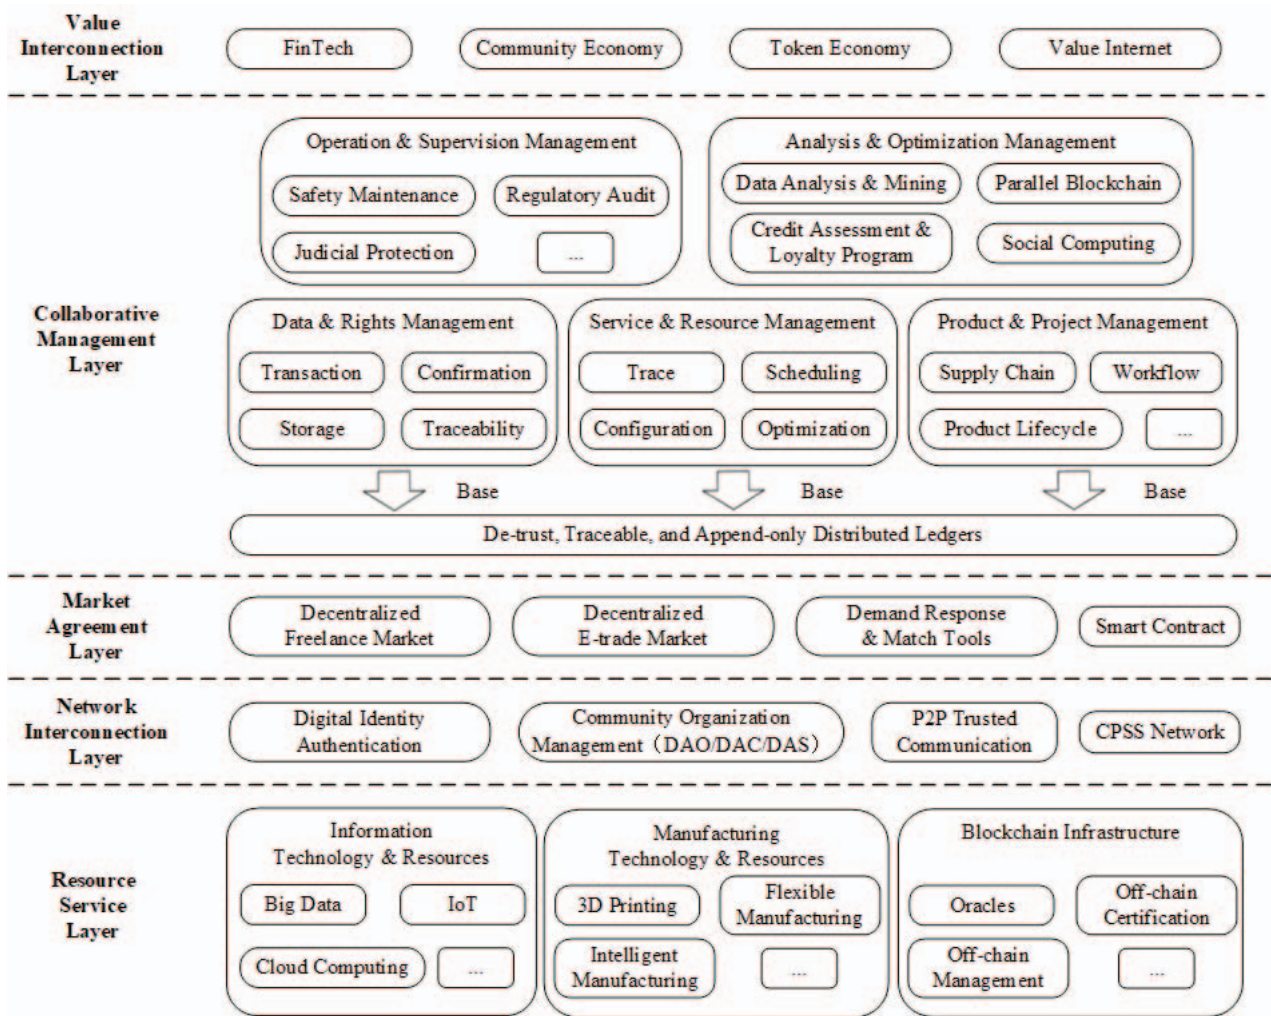 Value
Interconnection
Layer
FinTech
Community Economy
Token Economy
Value Internet
Operation & Supervision Management
Safety Maintenance
Regulatory Audit
Judicial Protection
...
Analysis & Optimization Management
Data Analysis & Mining
Parallel Blockchain
Credit Assessment &
Loyalty Program
Social Computing
Collaborative
Management
Layer
Data & Rights Management
Transaction
Confirmation
Storage
Traceability
Service & Resource Management
Trace
Scheduling
Configuration
Optimization
Product & Project Management
Supply Chain
Workflow
Product Lifecycle
...
Base
Base
Base
De-trust, Traceable, and Append-only Distributed Ledgers
Market
Agreement
Layer
Decentralized
Freelance Market
Decentralized
E-trade Market
Demand Response
& Match Tools
Smart Contract
Network
Interconnection
Layer
Digital Identity
Authentication
Community Organization
Management（DAO/DAC/DAS）
P2P Trusted
Communication
CPSS Network
Resource
Service
Layer
Information
Technology & Resources
Big Data
IoT
Cloud Computing
...
Manufacturing
Technology & Resources
3D Printing
Flexible
Manufacturing
Intelligent
Manufacturing
...
Blockchain Infrastructure
Oracles
Off-chain
Certification
Off-chain
Management
...